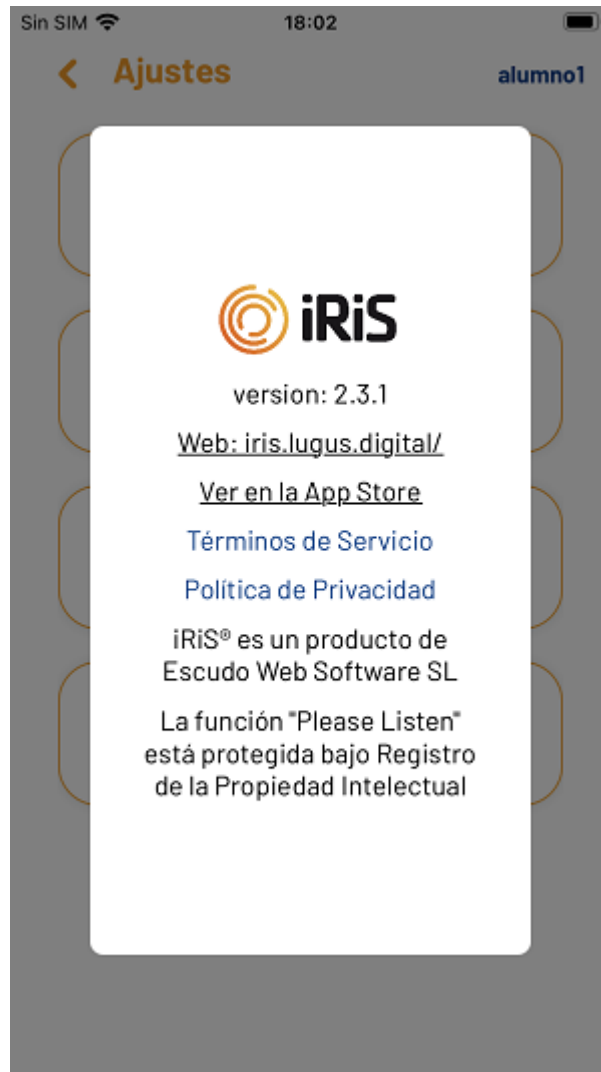 Sin SIM 18:02
Ajustes alumno1
iRiS
version: 2.3.1
Web: iris.lugus.digital/
Ver en la App Store
Términos de Servicio
Política de Privacidad
iRiS® es un producto de
Escudo Web Software SL
La función "Please Listen"
está protegida bajo Registro
de la Propiedad Intelectual